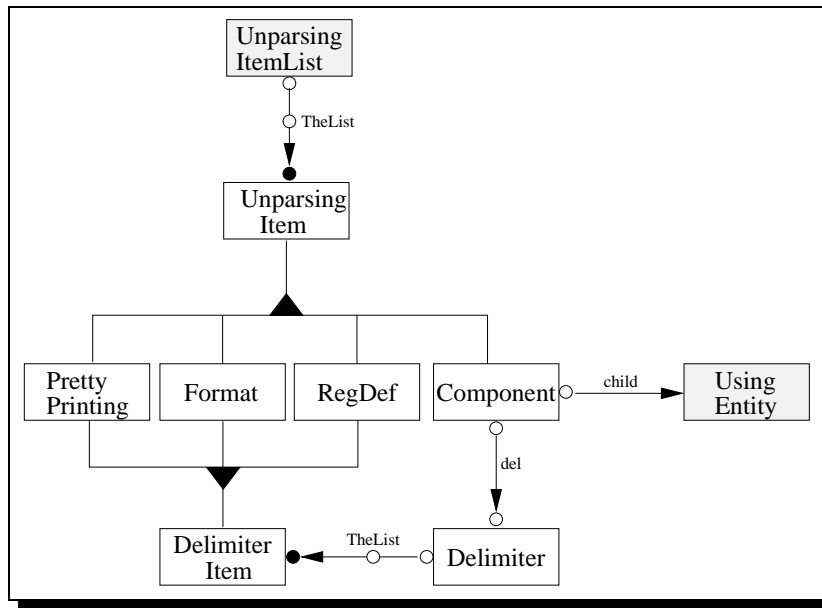 Unparsing
ItemList
TheList
Unparsing
Item
Pretty
Printing
Format
RegDef
Component
child
Using
Entity
del
Delimiter
Item
TheList
Delimiter